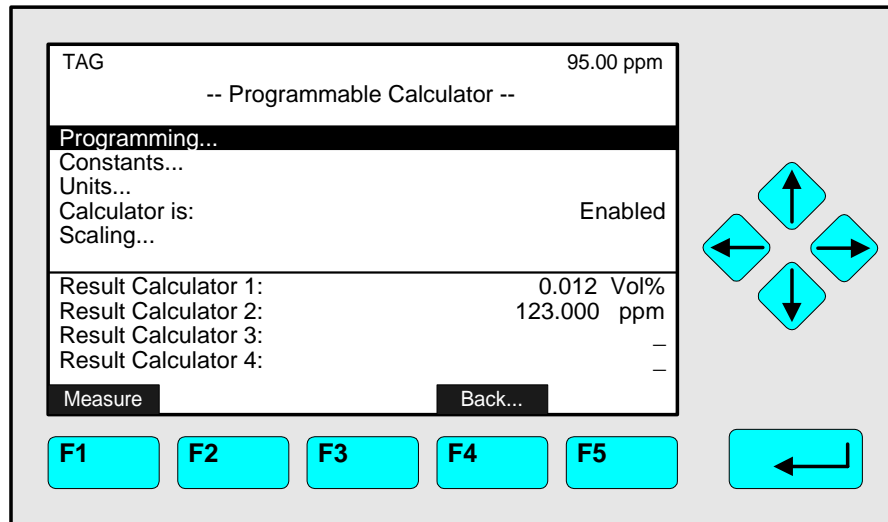 TAG 95.00 ppm
-- Programmable Calculator --
Programming...
Constants...
Units...
Calculator is: Enabled
Scaling...
Result Calculator 1: 0.012 Vol%
Result Calculator 2: 123.000 ppm
Result Calculator 3: _
Result Calculator 4: _
Measure Back...
F1 F2 F3 F4 F5